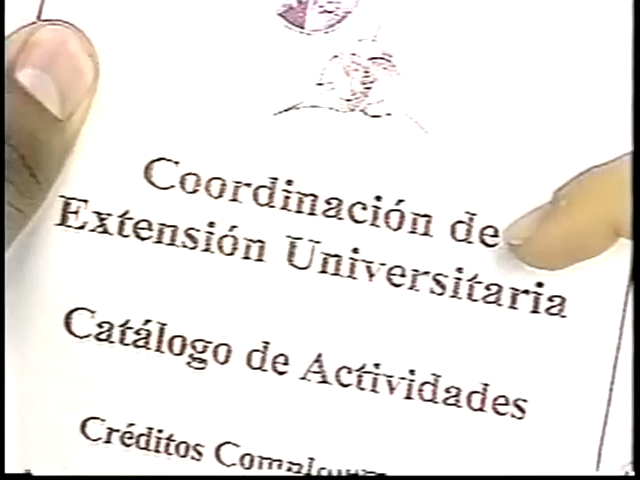 Coordinación de
Extensión Universitaria
Catálogo de Actividades
Créditos